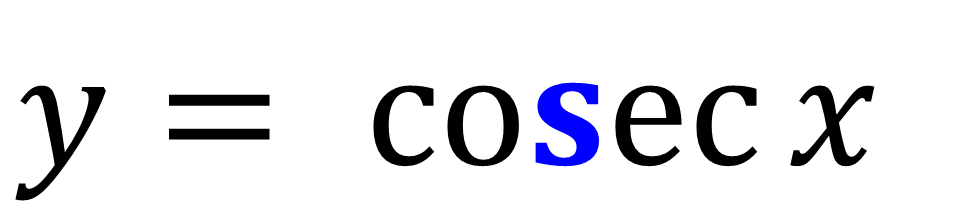 y = cosec x